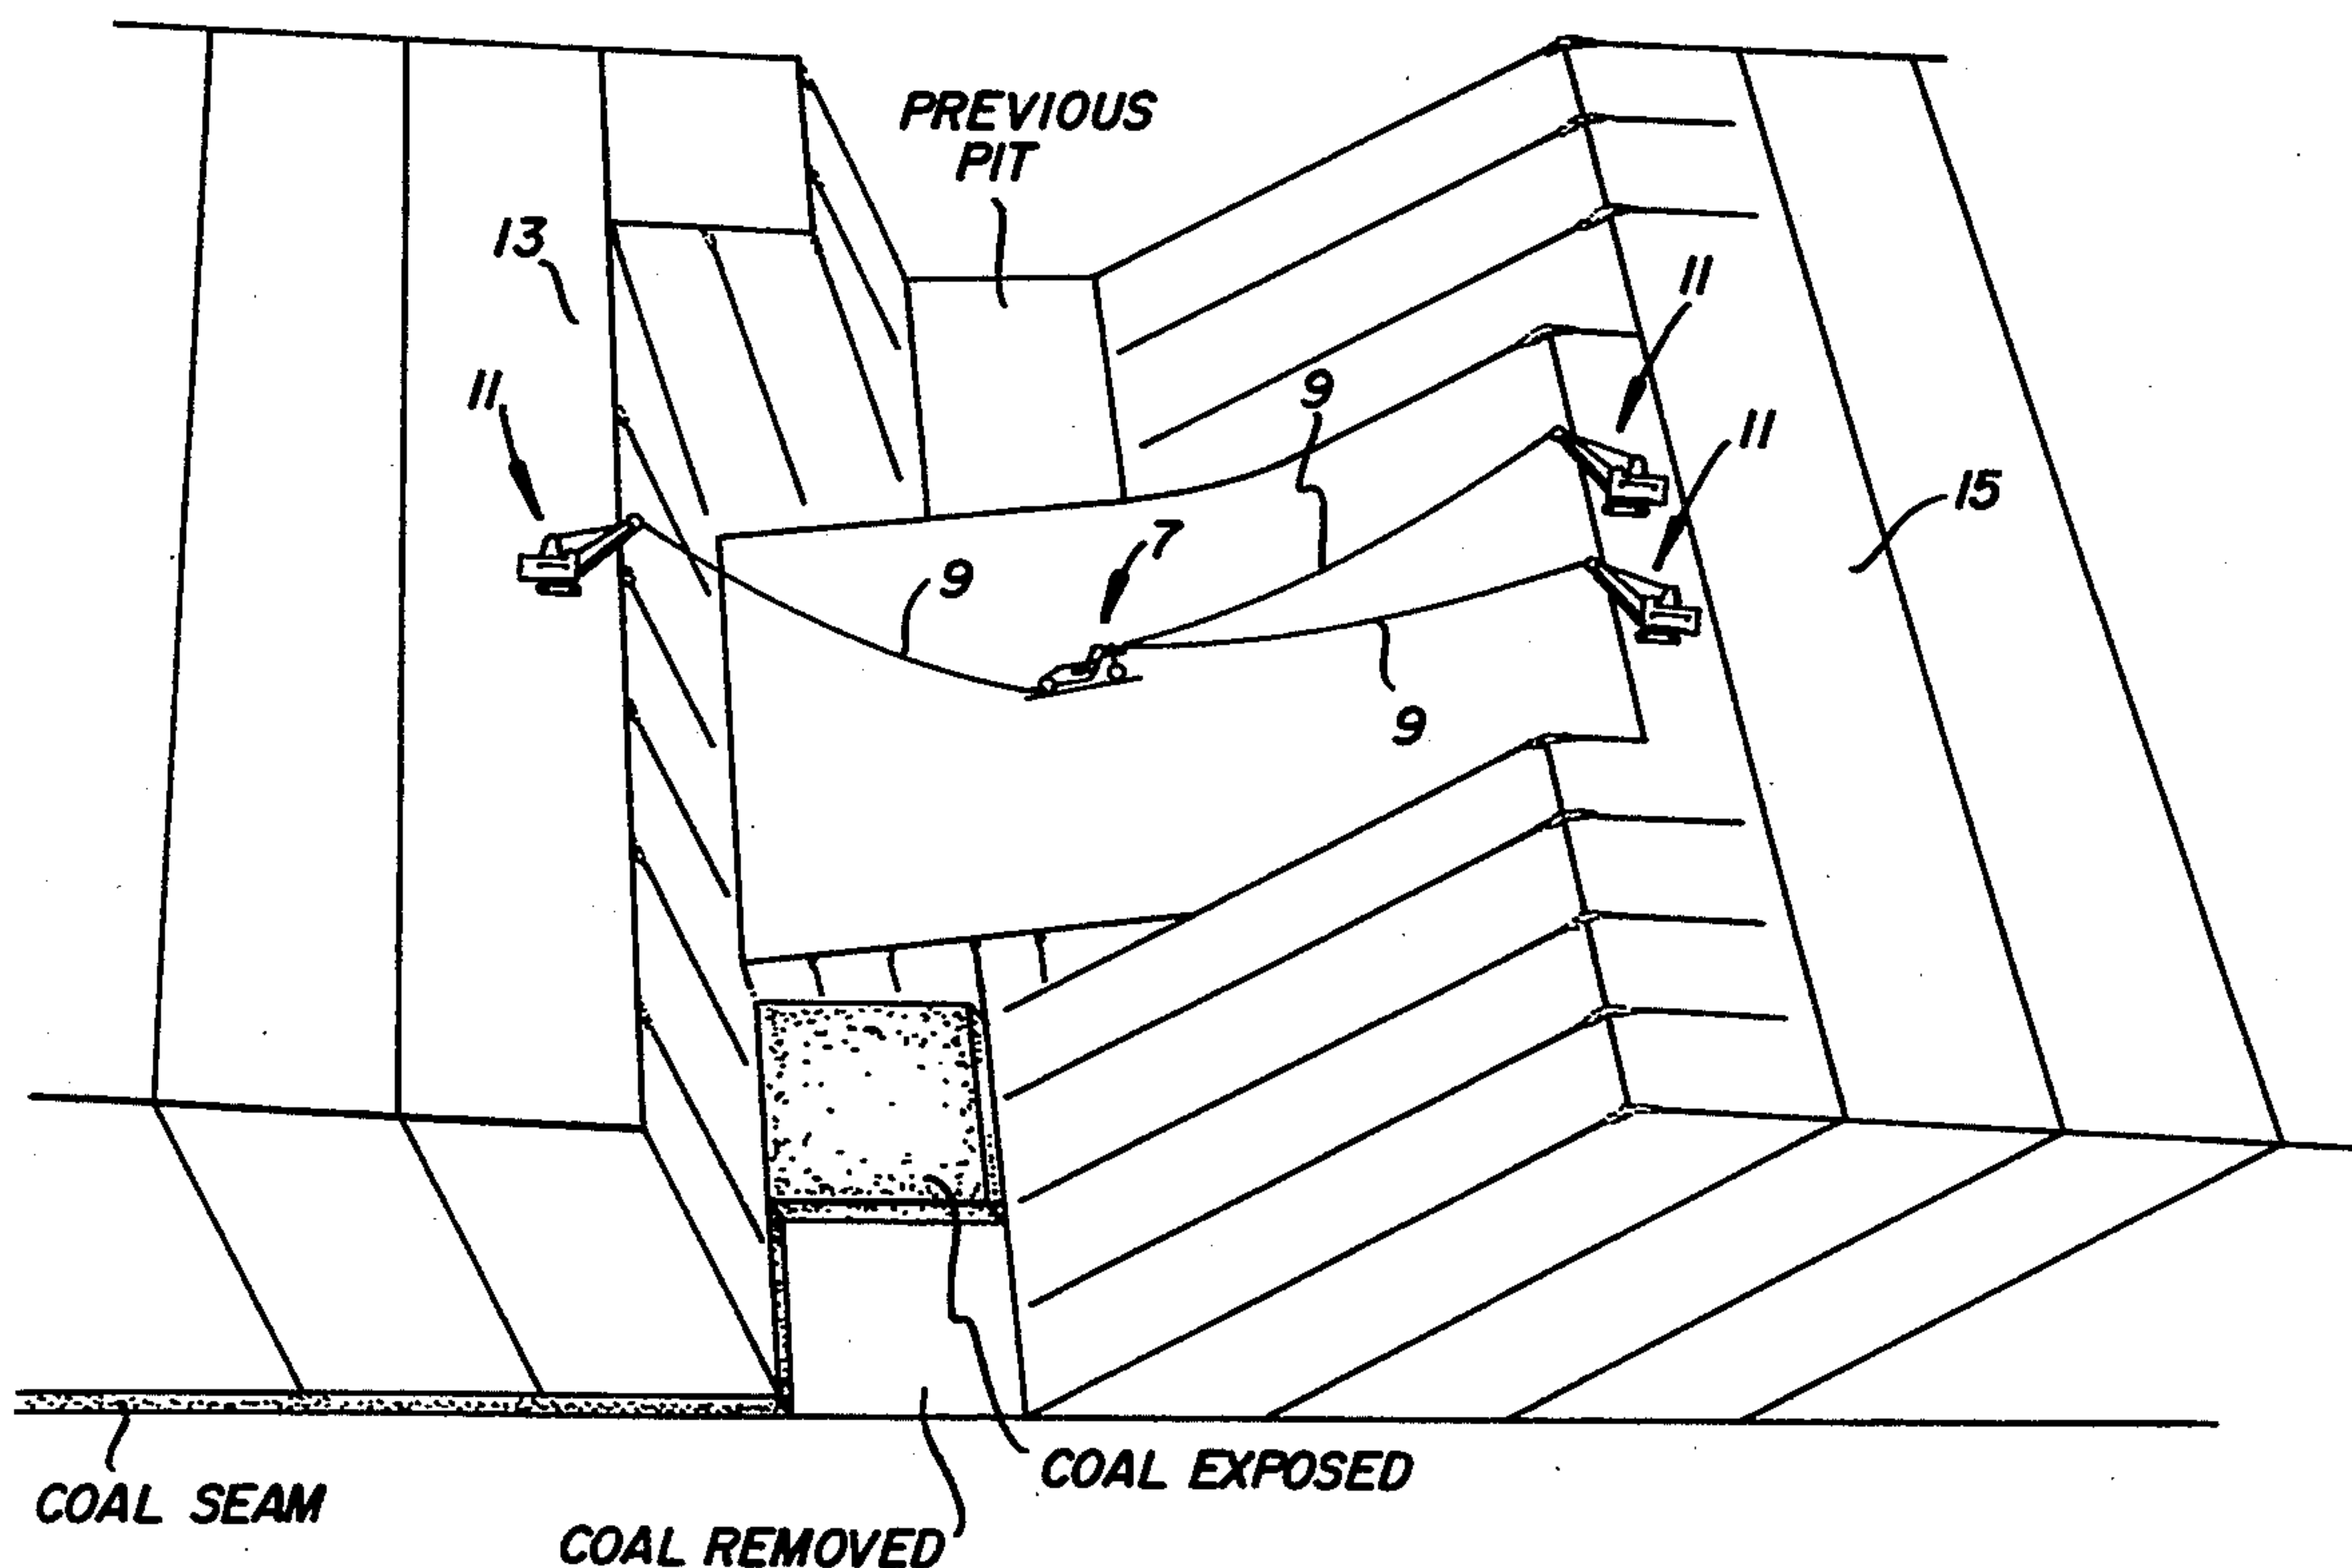 PREVIOUS
PIT
13
11
11
9
11
15
7
9
9
COAL EXPOSED
COAL SEAM
COAL REMOVED